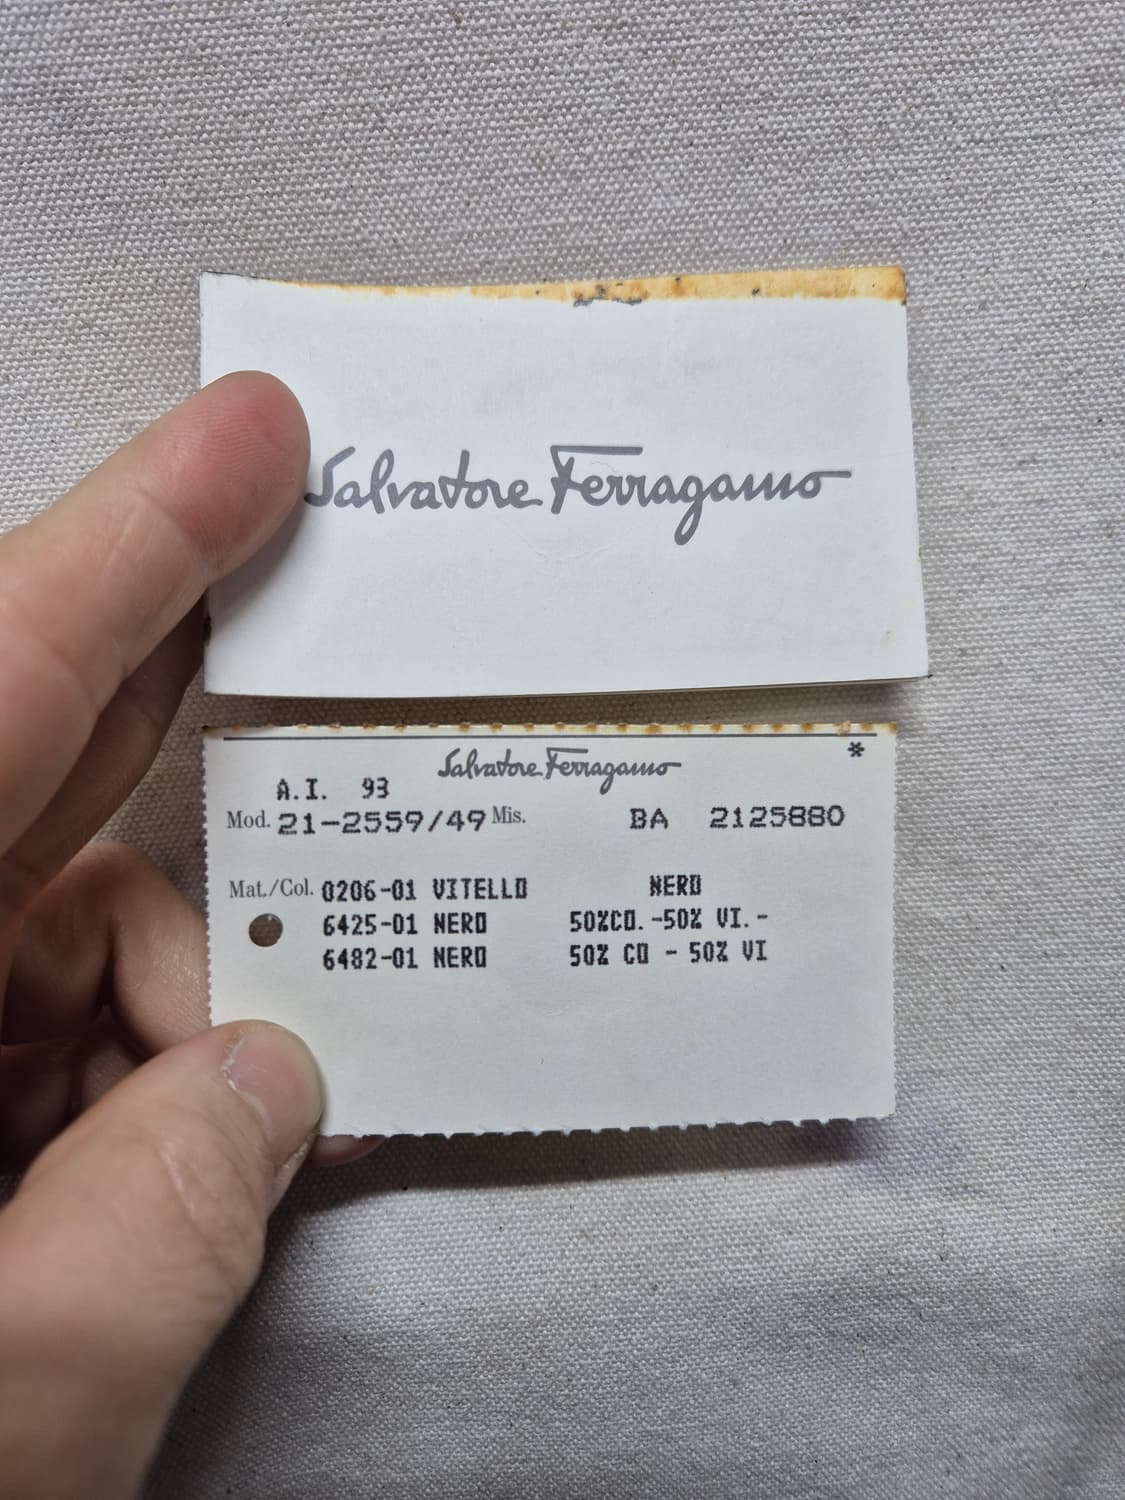 Salvatore Ferragamo
Salvatore Ferragamo *
A.I. 93
Mod. 21-2559/49 Mis. BA 2125880
Mat./Col. 0206-01 VITELLO NERO
6425-01 NERO 50%CO.-50% VI.-
6482-01 NERO 50% CO - 50% VI